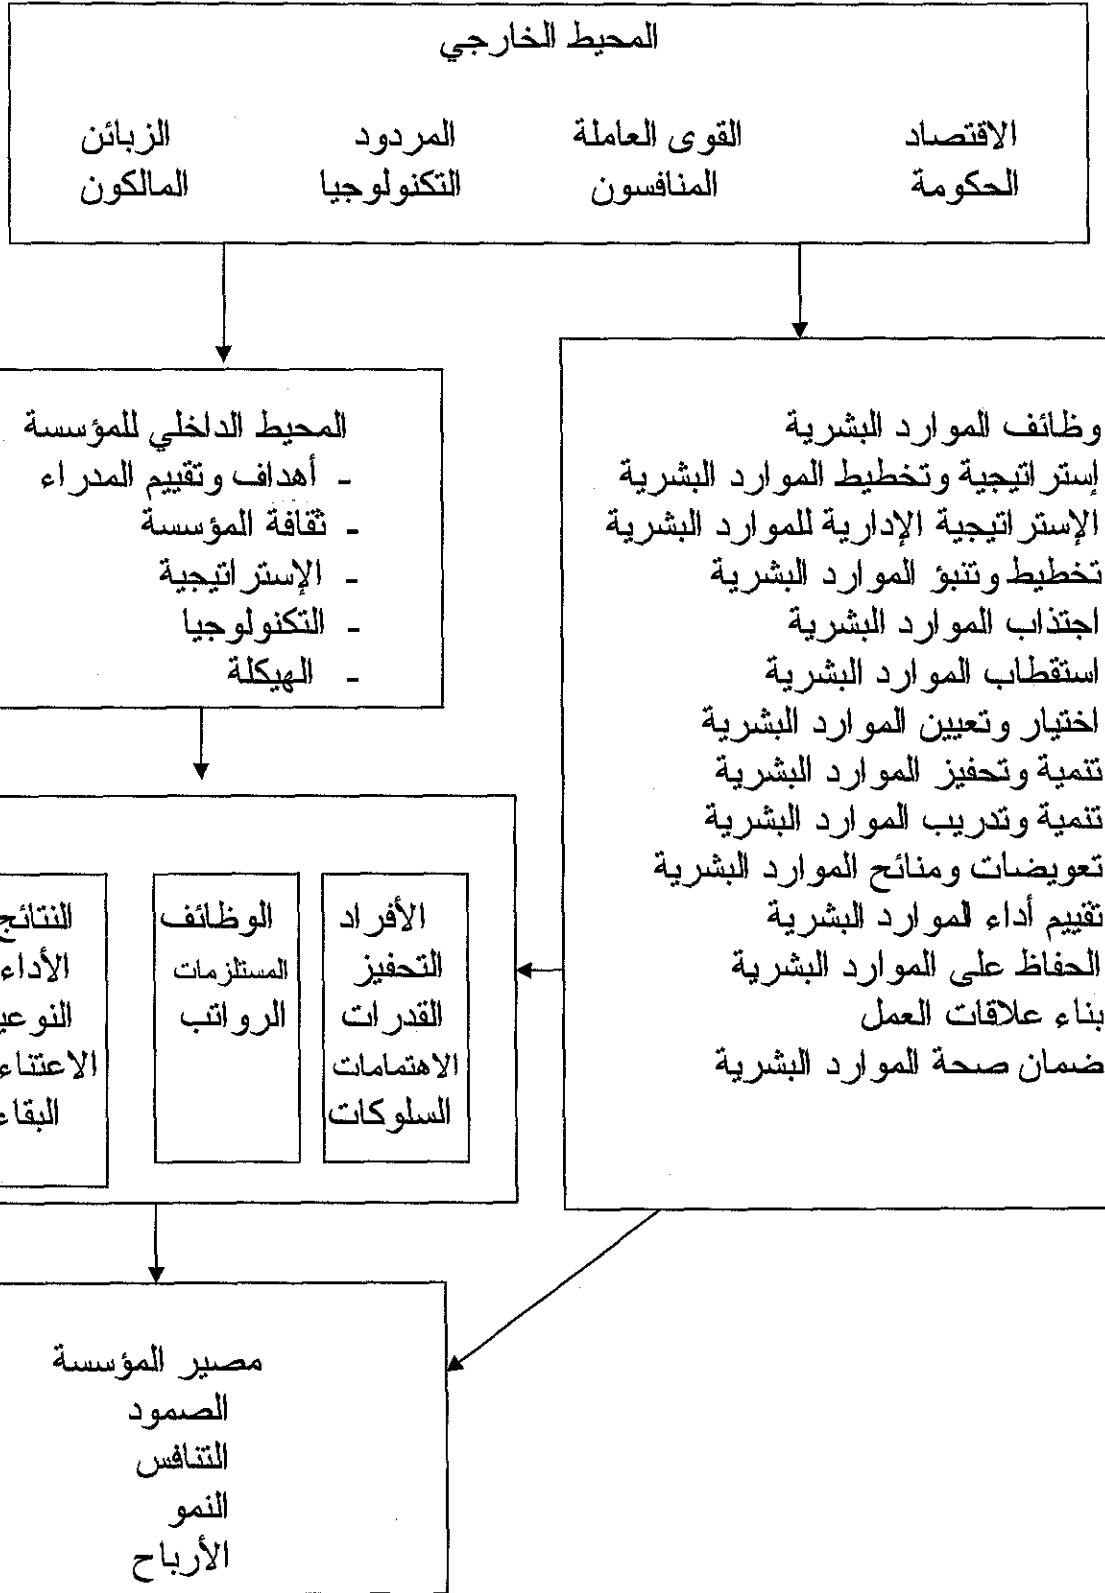 المحيط الخارجي
الاقتصاد القوى العاملة المردود الزبائن
الحكومة المنافسون التكنولوجيا المالكون
وظائف الموارد البشرية
إستراتيجية وتخطيط الموارد البشرية
الإستراتيجية الإدارية للموارد البشرية
تخطيط وتنبؤ الموارد البشرية
اجتذاب الموارد البشرية
استقطاب الموارد البشرية
اختيار وتعيين الموارد البشرية
تنمية وتحفيز الموارد البشرية
تنمية وتدريب الموارد البشرية
تعويضات ومنائح الموارد البشرية
تقييم أداء الموارد البشرية
الحفاظ على الموارد البشرية
بناء علاقات العمل
ضمان صحة الموارد البشرية
المحيط الداخلي للمؤسسة
- أهداف وتقييم المدراء
- ثقافة المؤسسة
- الإستراتيجية
- التكنولوجيا
- الهيكلة
الأفراد
التحفيز
القدرات
الاهتمامات
السلوكات
الوظائف
المستلزمات
الرواتب
النتائج
الأداء
الاعتناء
البقاء
مصير المؤسسة
الصمود
التنافس
النمو
الأرباح